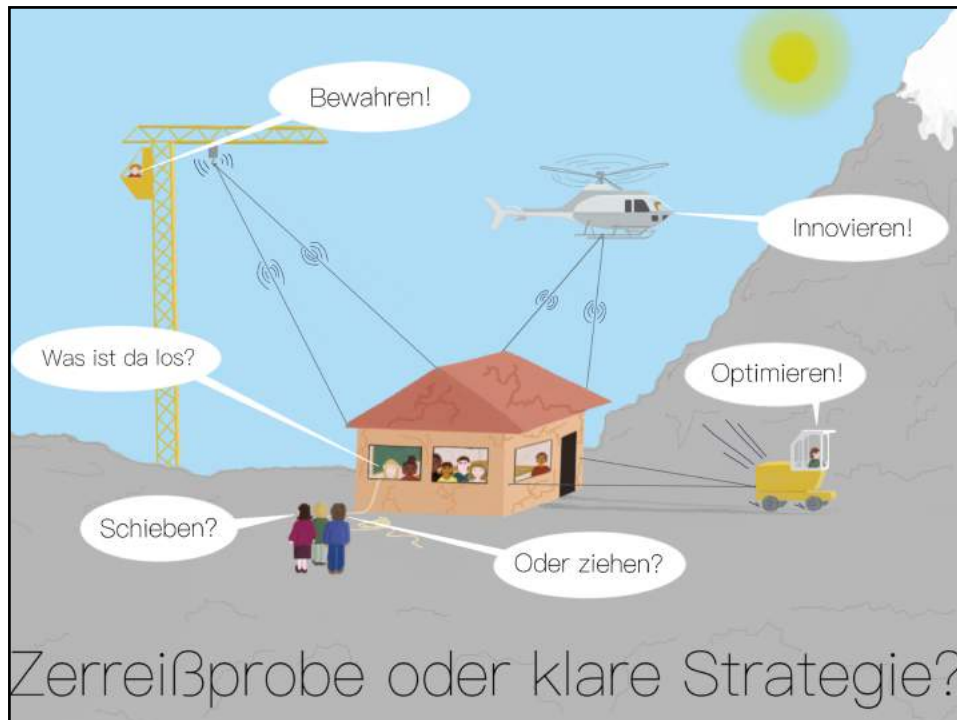 Bewahren!
Innovieren!
Was ist da los?
Optimieren!
Schieben?
Oder ziehen?
Zerreißprobe oder klare Strategie?